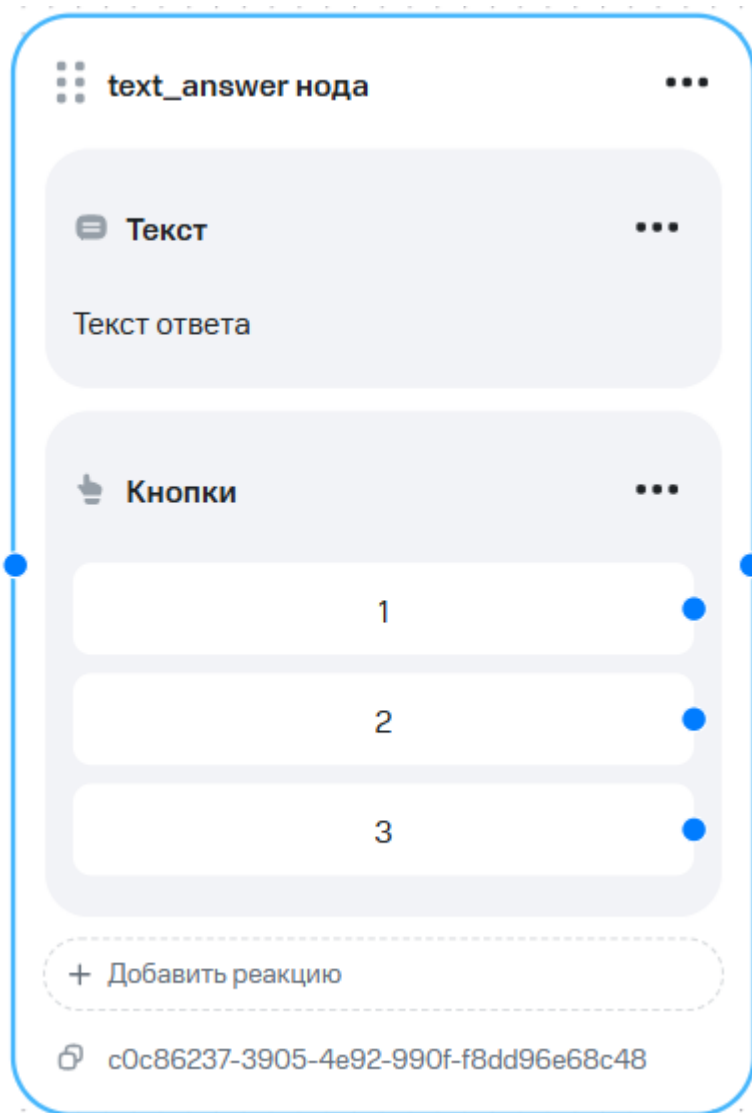 text_answer нода
Текст
Текст ответа
Кнопки
1
2
3
+ Добавить реакцию
c0c86237-3905-4e92-990f-f8dd96e68c48